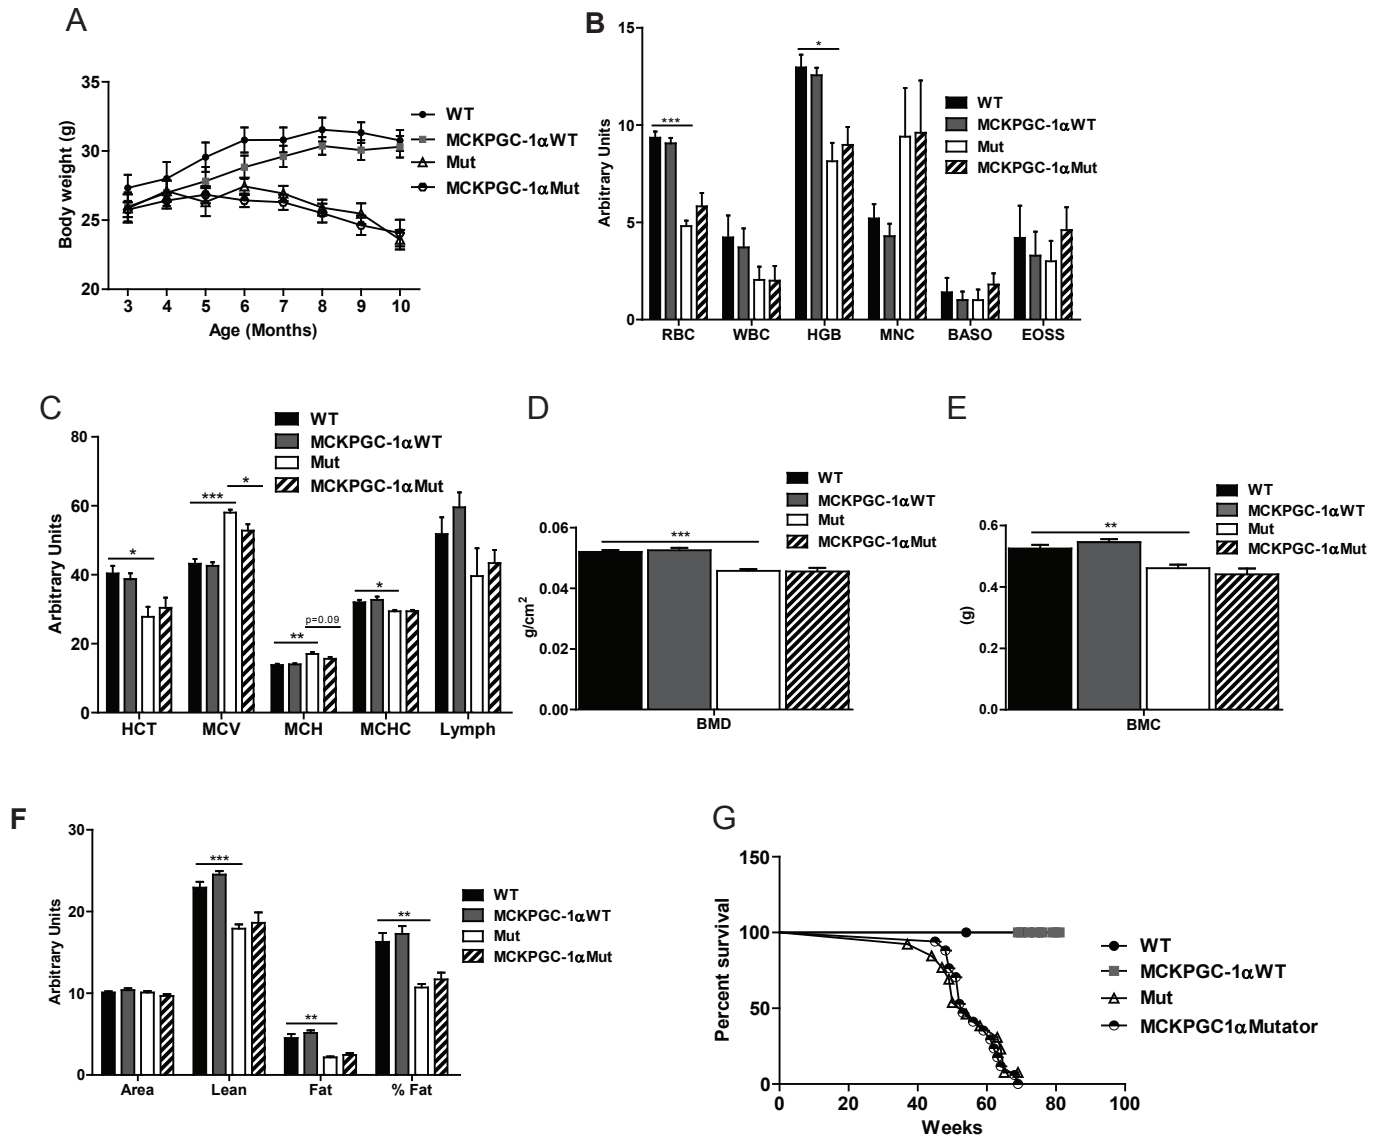 A
35
30
25
20
Body weight (g)
3 4 5 6 7 8 9 10
Age (Months)
WT
MCKPGC-1αWT
Mut
MCKPGC-1αMut
B
15
10
5
0
Arbitrary Units
***
*
RBC WBC HGB MNC BASO EOSS
WT
MCKPGC-1αWT
Mut
MCKPGC-1αMut
C
80
60
40
20
0
Arbitrary Units
*
***
*
**
p=0.09
*
HCT MCV MCH MCHC Lymph
WT
MCKPGC-1αWT
Mut
MCKPGC-1αMut
D
0.06
0.04
0.02
0.00
g/cm²
***
BMD
WT
MCKPGC-1αWT
Mut
MCKPGC-1αMut
E
0.6
0.4
0.2
0.0
(g)
**
BMC
WT
MCKPGC-1αWT
Mut
MCKPGC-1αMut
F
30
20
10
0
Arbitrary Units
***
**
**
Area Lean Fat % Fat
WT
MCKPGC-1αWT
Mut
MCKPGC-1αMut
G
150
100
50
0
Percent survival
0 20 40 60 80 100
Weeks
WT
MCKPGC-1αWT
Mut
MCKPGC1αMutator